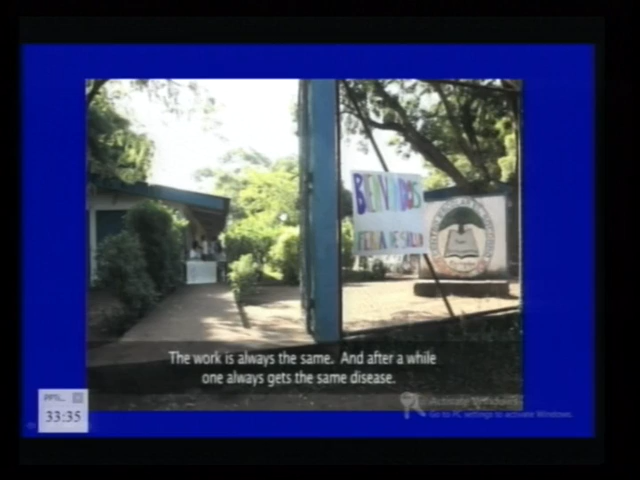 BIENVENIDOS
FERIA DE SALUD
The work is always the same. And after a while
one always gets the same disease.
33:35
Activate Windows
Go to PC settings to activate Windows.